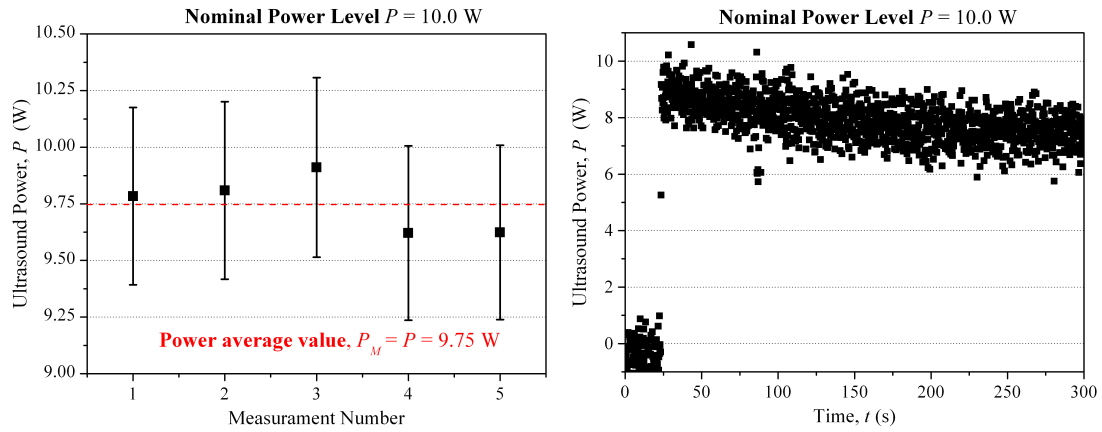 Nominal Power Level P = 10.0 W
10.50
10.25
10.00
9.75
9.50
9.25
9.00
Ultrasound Power, P (W)
Power average value, P_M = P = 9.75 W
1 2 3 4 5
Measurament Number
Nominal Power Level P = 10.0 W
10
8
6
4
2
0
Ultrasound Power, P (W)
0 50 100 150 200 250 300
Time, t (s)